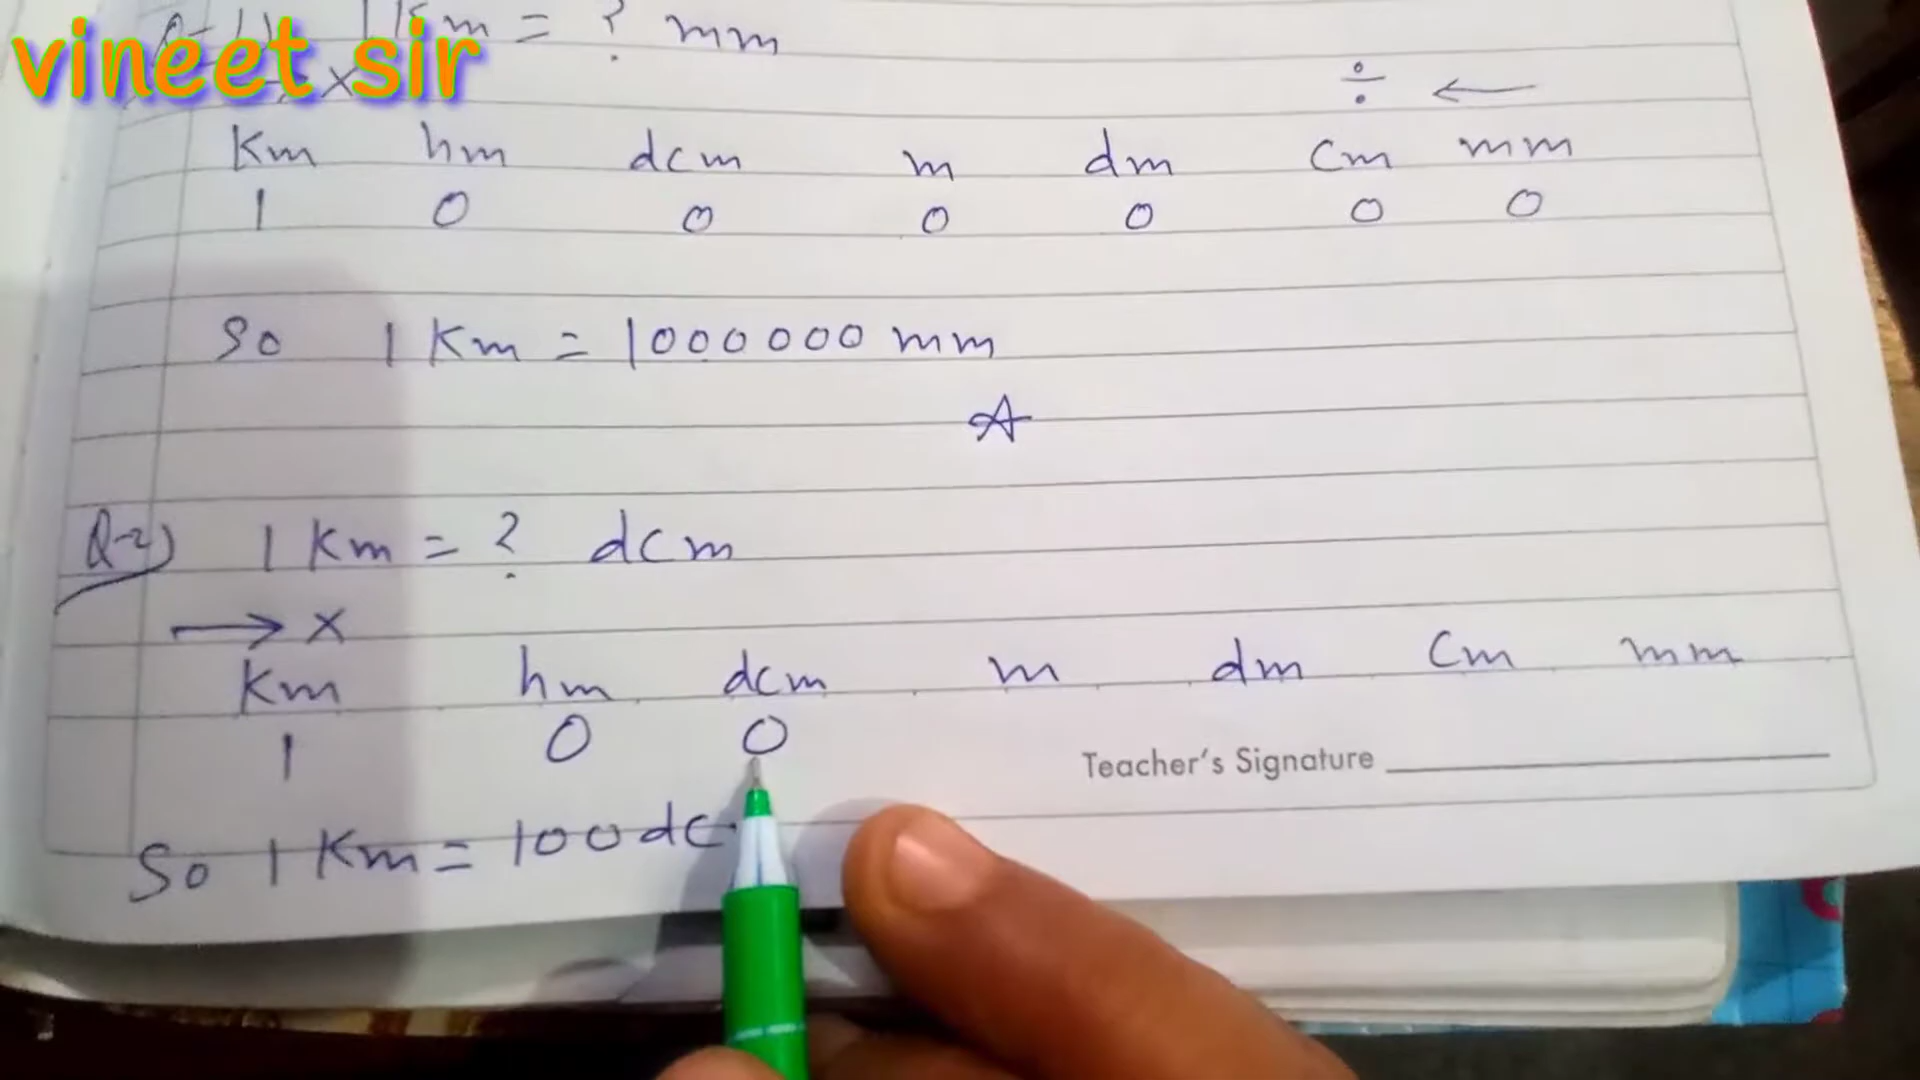 vineet sir
Km = ? mm
x
÷ ←
Km hm dcm m dm cm mm
1 0 0 0 0 0 0
So 1 Km = 1000000 mm
A
Q-2) 1 Km = ? dcm
→ x
Km hm dcm m dm cm mm
1 0 0
Teacher's Signature
So 1 Km = 100 dc